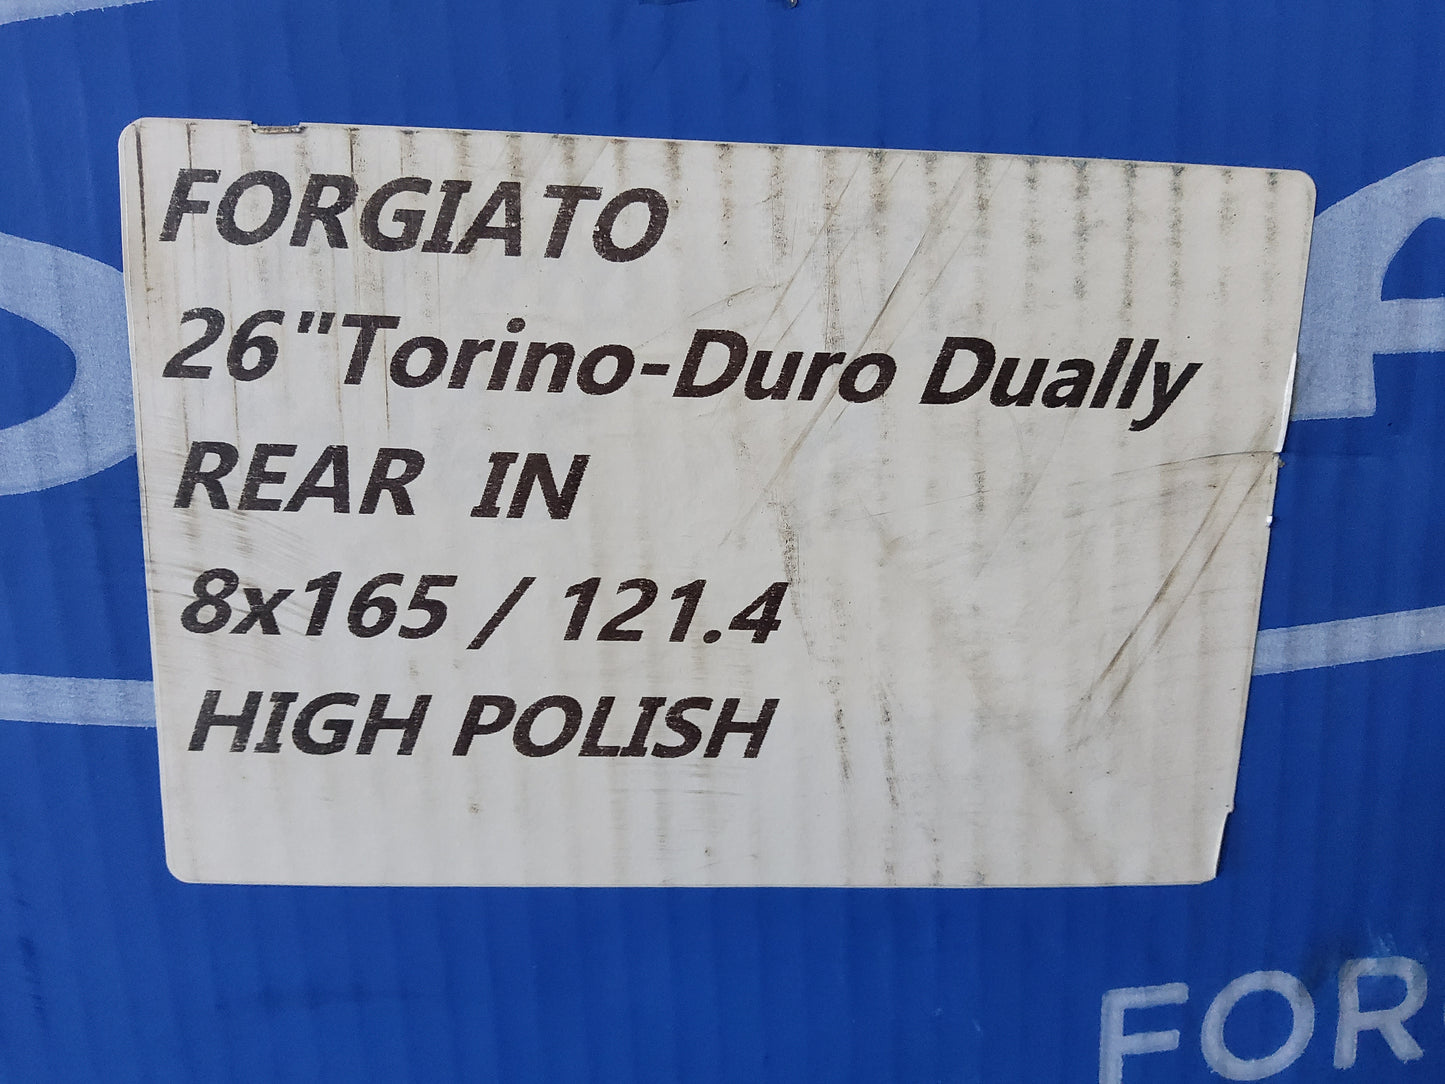 FORGIATO
26"Torino-Duro Dually
REAR IN
8x165 / 121.4
HIGH POLISH
FOR